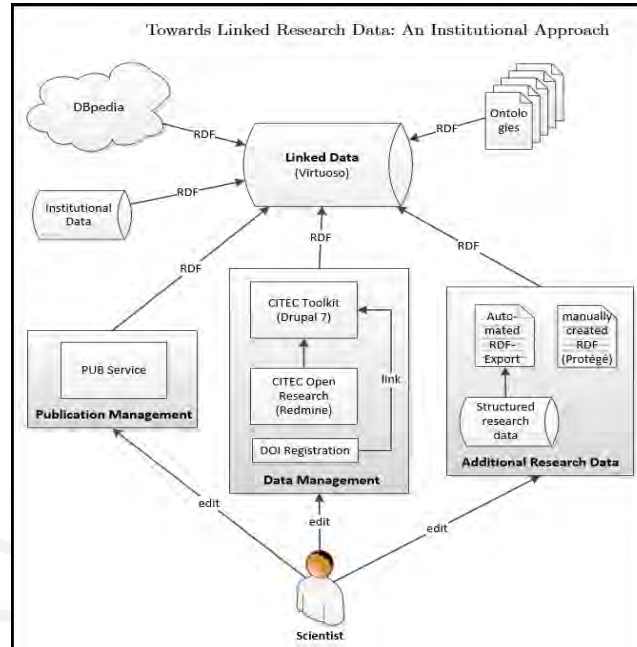 Towards Linked Research Data: An Institutional Approach
DBpedia
RDF
Ontolo
gies
RDF
Linked Data
(Virtuoso)
Institutional
Data
RDF
RDF
RDF
RDF
CITEC Toolkit
(Drupal 7)
Auto-
mated
RDF-
Export
manually
created
RDF
(Protégé)
PUB Service
link
CITEC Open
Research
(Redmine)
Structured
research
data
Publication Management
DOI Registration
Additional Research Data
Data Management
edit
edit
edit
Scientist